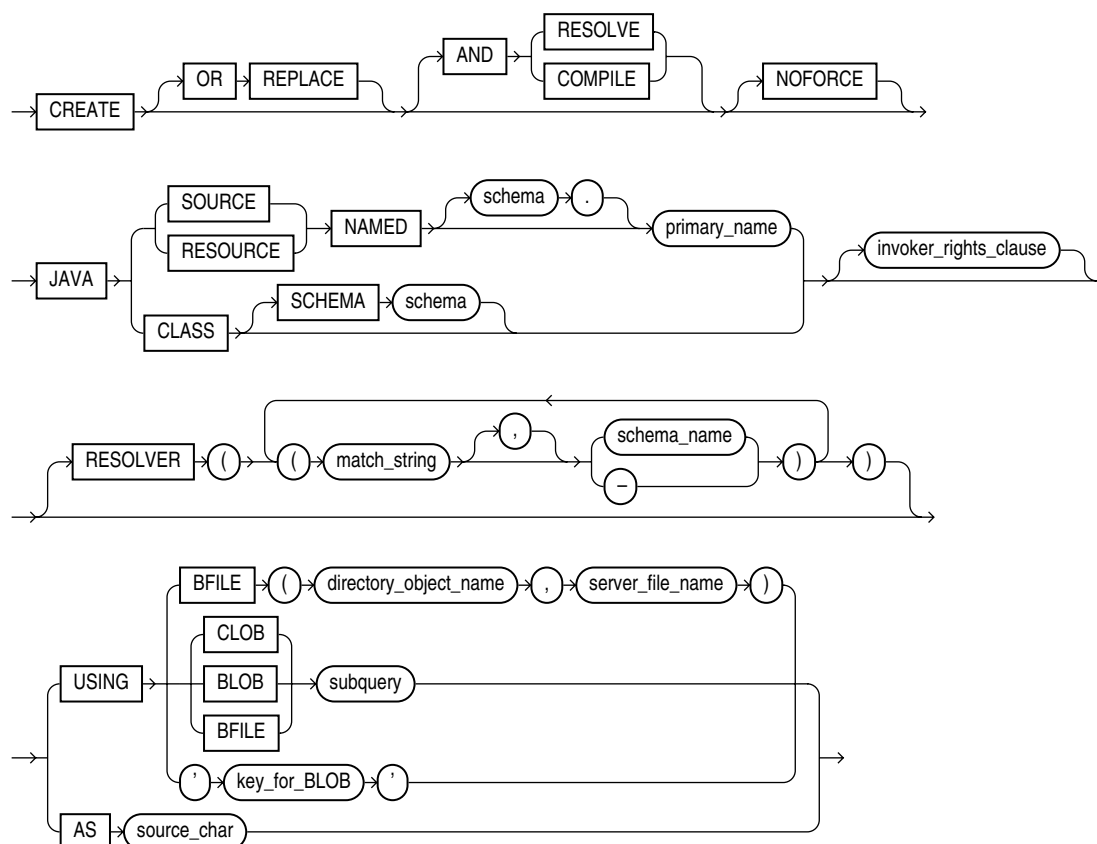 RESOLVE
OR REPLACE AND COMPILE NOFORCE
CREATE
SOURCE schema .
NAMED primary_name
RESOURCE invoker_rights_clause
JAVA
SCHEMA schema
CLASS
, schema_name
RESOLVER ( ( match_string ) )
–
BFILE ( directory_object_name , server_file_name )
CLOB
USING BLOB subquery
BFILE
' key_for_BLOB '
AS source_char